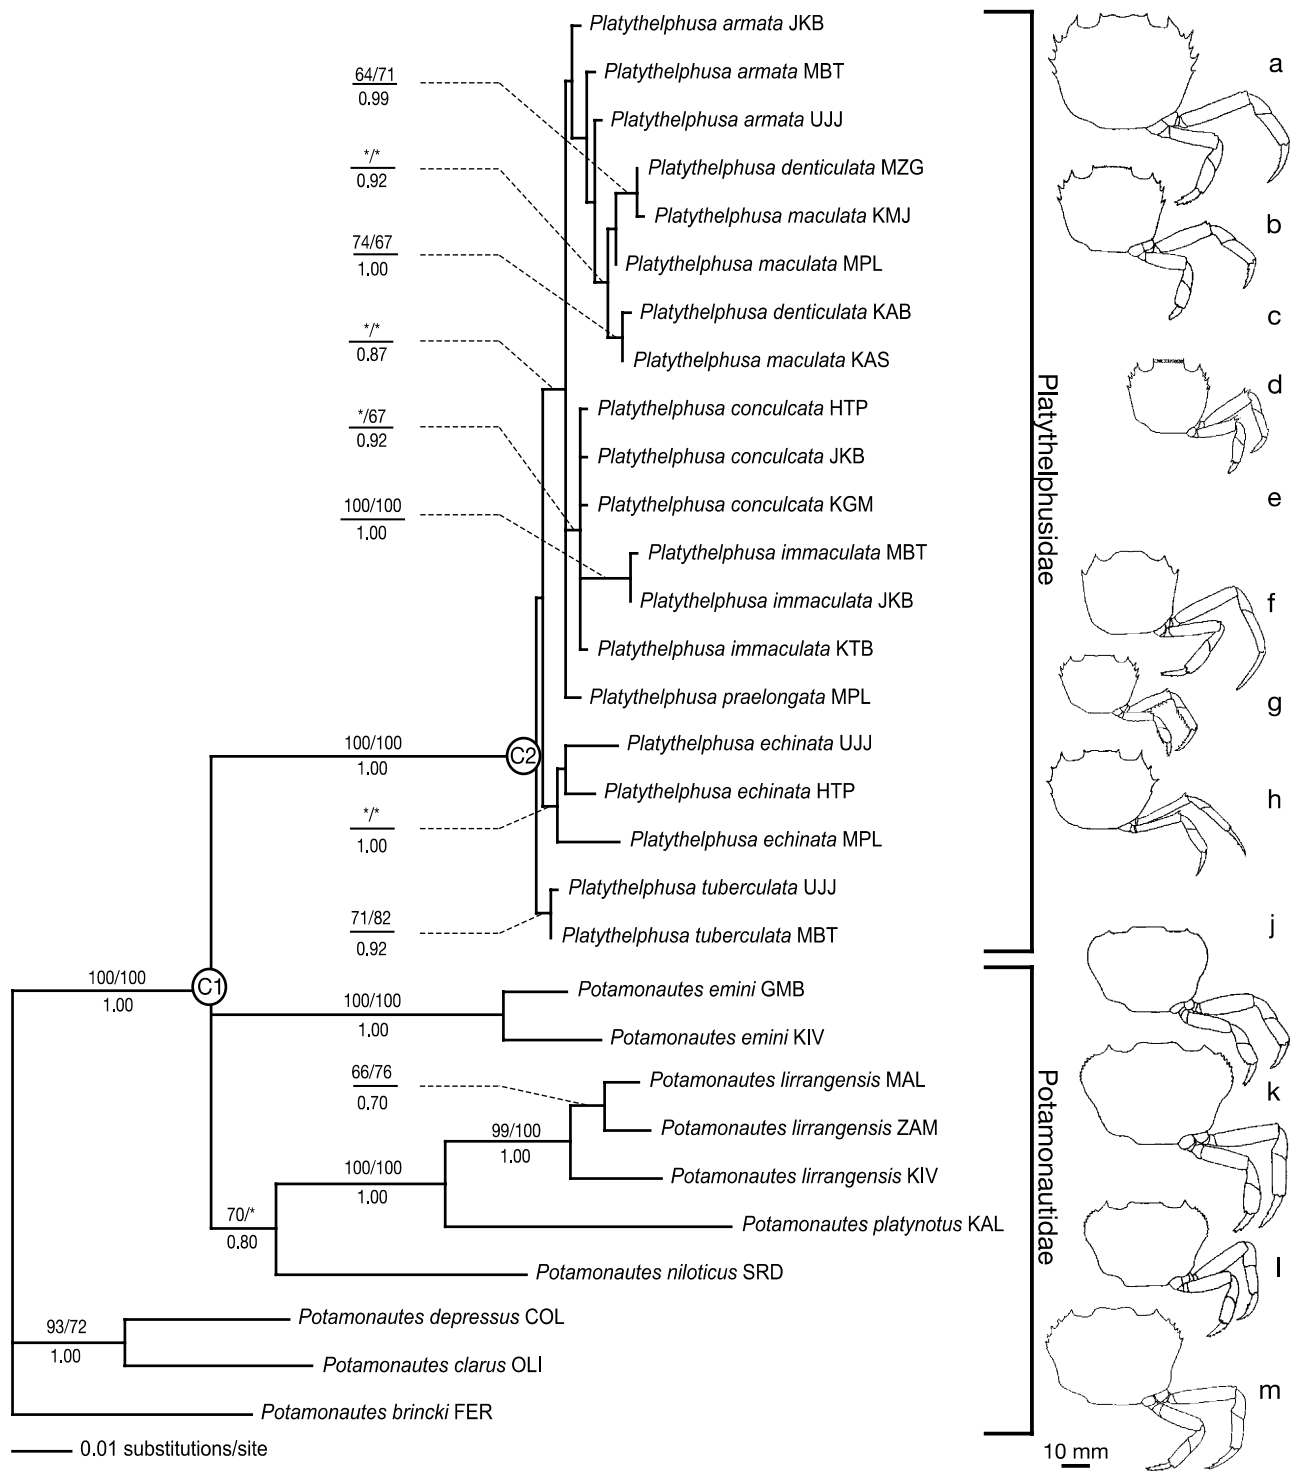 Platythelphusa armata JKB
a
Platythelphusa armata MBT
64/71
0.99
Platythelphusa armata UJJ
*/*
0.92
Platythelphusa denticulata MZG
Platythelphusa maculata KMJ
b
74/67
1.00
Platythelphusa maculata MPL
Platythelphusa denticulata KAB
c
*/*
0.87
Platythelphusa maculata KAS
d
Platythelphusidae
Platythelphusa conculcata HTP
*/67
0.92
Platythelphusa conculcata JKB
Platythelphusa conculcata KGM
e
100/100
1.00
Platythelphusa immaculata MBT
Platythelphusa immaculata JKB
f
Platythelphusa immaculata KTB
Platythelphusa praelongata MPL
g
100/100
1.00
C2
Platythelphusa echinata UJJ
Platythelphusa echinata HTP
h
*/*
1.00
Platythelphusa echinata MPL
Platythelphusa tuberculata UJJ
71/82
0.92
Platythelphusa tuberculata MBT
j
100/100
1.00
C1
Potamonautes emini GMB
100/100
1.00
Potamonautes emini KIV
Potamonautidae
66/76
0.70
Potamonautes lirrangensis MAL
k
Potamonautes lirrangensis ZAM
99/100
1.00
Potamonautes lirrangensis KIV
100/100
1.00
Potamonautes platynotus KAL
70/*
0.80
Potamonautes niloticus SRD
l
Potamonautes depressus COL
93/72
1.00
Potamonautes clarus OLI
m
Potamonautes brincki FER
0.01 substitutions/site
10 mm